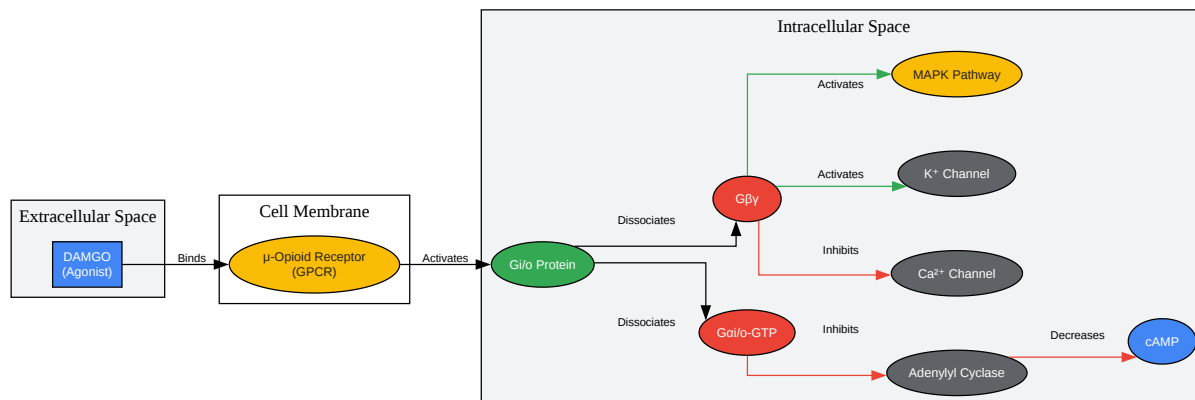 Intracellular Space
MAPK Pathway
Activates
K⁺ Channel
Activates
Gβγ
Cell Membrane
Extracellular Space
Dissociates
DAMGO
(Agonist)
Binds
μ-Opioid Receptor
(GPCR)
Activates
Gi/o Protein
Inhibits
Ca²⁺ Channel
Dissociates
Gαi/o-GTP
Inhibits
Adenylyl Cyclase
Decreases
cAMP